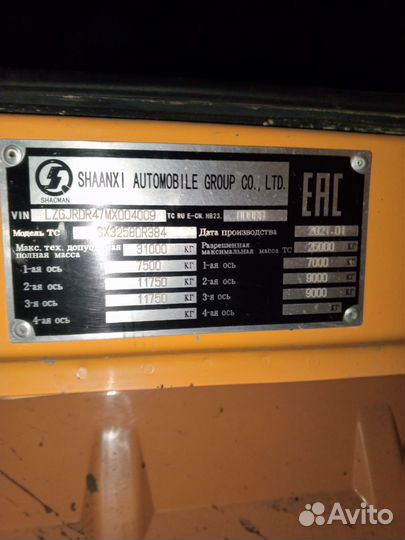 SHACMAN
SHAANXI AUTOMOBILE GROUP CO., LTD.
EAC
VIN LZGJRDR47MX004009 TC RU E-CN.HB23.
Модель ТС SX3258DR384 Дата производства 2021-01
Макс. тех. допустимая полная масса 31000 КГ
Разрешенная максимальная масса ТС 25000 КГ
1-ая ось 7500 КГ 1-ая ось 7000 КГ
2-ая ось 11750 КГ 2-ая ось 9000 КГ
3-я ось 11750 КГ 3-я ось 9000 КГ
4-ая ось КГ 4-ая ось КГ
Avito